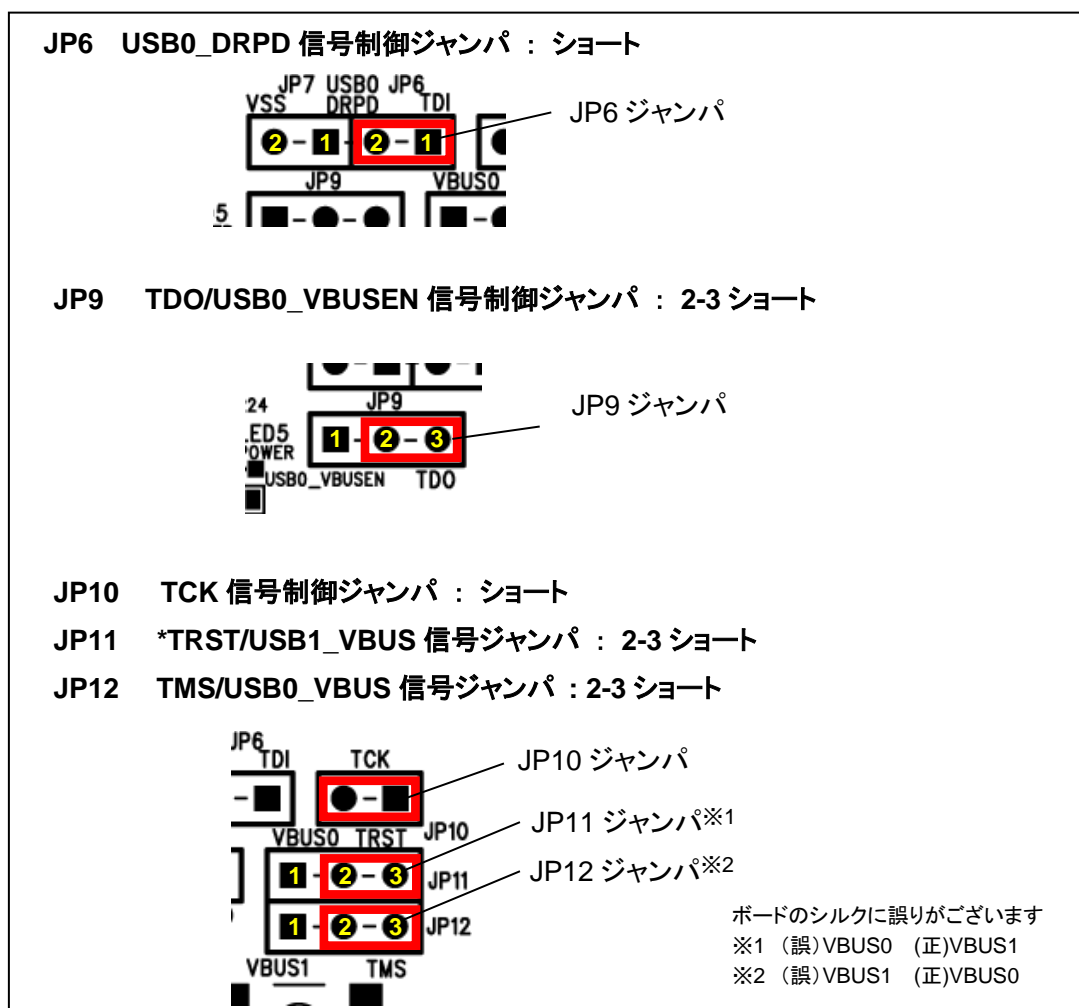 JP6 USB0_DRPD 信号制御ジャンパ : ショート
JP7 USB0 JP6
VSS DRPD TDI
JP6 ジャンパ
2 1 2 1
JP9 VBUS0
JP9 TDO/USB0_VBUSEN 信号制御ジャンパ : 2-3 ショート
24 JP9
JP9 ジャンパ
LED5
POWER
1 2 3
USB0_VBUSEN TDO
JP10 TCK 信号制御ジャンパ : ショート
JP11 *TRST/USB1_VBUS 信号ジャンパ : 2-3 ショート
JP12 TMS/USB0_VBUS 信号ジャンパ : 2-3 ショート
JP6
TDI TCK
JP10 ジャンパ
VBUS0 TRST JP10
JP11 ジャンパ※1
1 2 3 JP11
JP12 ジャンパ※2
1 2 3 JP12
VBUS1 TMS
ボードのシルクに誤りがございます
※1 (誤)VBUS0 (正)VBUS1
※2 (誤)VBUS1 (正)VBUS0